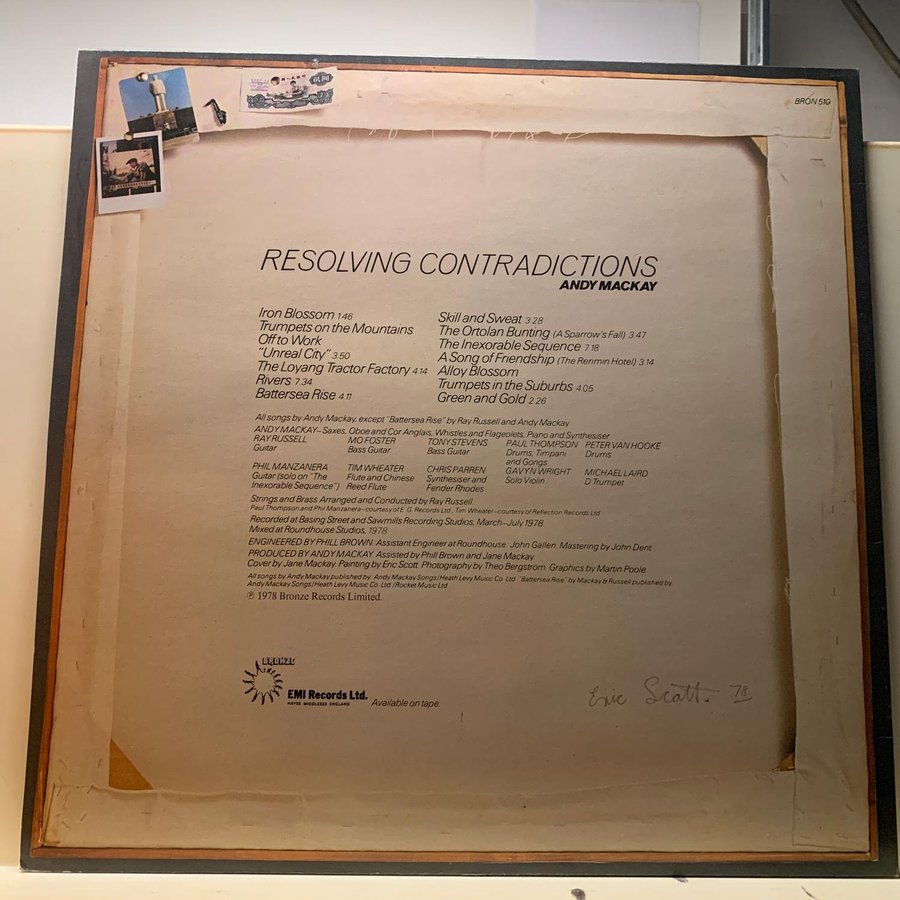 BRON 519
RESOLVING CONTRADICTIONS
ANDY MACKAY
Iron Blossom 1·46
Trumpets on the Mountains
Off to Work
"Unreal City" 3·50
The Loyang Tractor Factory 4·14
Rivers 7·34
Battersea Rise 4·11
Skill and Sweat 3·28
The Ortolan Bunting (A Sparrow's Fall) 3·47
The Inexorable Sequence 7·18
A Song of Friendship (The Renmin Hotel) 3·14
Alloy Blossom
Trumpets in the Suburbs 4·05
Green and Gold 2·26
All songs by Andy Mackay, except "Battersea Rise" by Ray Russell and Andy Mackay
ANDY MACKAY—Saxes, Oboe and Cor Anglais, Whistles and Flageolets, Piano and Synthesiser
RAY RUSSELL
Guitar
MO FOSTER
Bass Guitar
TONY STEVENS
Bass Guitar
PAUL THOMPSON
Drums, Timpani
and Gongs
PETER VAN HOOKE
Drums
PHIL MANZANERA
Guitar (solo on "The
Inexorable Sequence")
TIM WHEATER
Flute and Chinese
Reed Flute
CHRIS PARREN
Synthesiser and
Fender Rhodes
GAVYN WRIGHT
Solo Violin
MICHAEL LAIRD
D Trumpet
Strings and Brass Arranged and Conducted by Ray Russell.
Paul Thompson and Phil Manzanera—courtesy of E.G. Records Ltd., Tim Wheater—courtesy of Reflection Records Ltd
Recorded at Basing Street and Sawmills Recording Studios, March–July 1978
Mixed at Roundhouse Studios, 1978
ENGINEERED BY PHILL BROWN. Assistant Engineer at Roundhouse: John Gallen. Mastering by John Dent
PRODUCED BY ANDY MACKAY. Assisted by Phill Brown and Jane Mackay
Cover by Jane Mackay. Painting by Eric Scott. Photography by Theo Bergstrom. Graphics by Martin Poole
All songs by Andy Mackay published by: Andy Mackay Songs/Heath Levy Music Co. Ltd. "Battersea Rise" by Mackay & Russell published by
Andy Mackay Songs/Heath Levy Music Co. Ltd./Rocket Music Ltd
℗ 1978 Bronze Records Limited.
BRONZE
EMI Records Ltd.
HAYES MIDDLESEX ENGLAND
Available on tape.
Eric Scott. 78